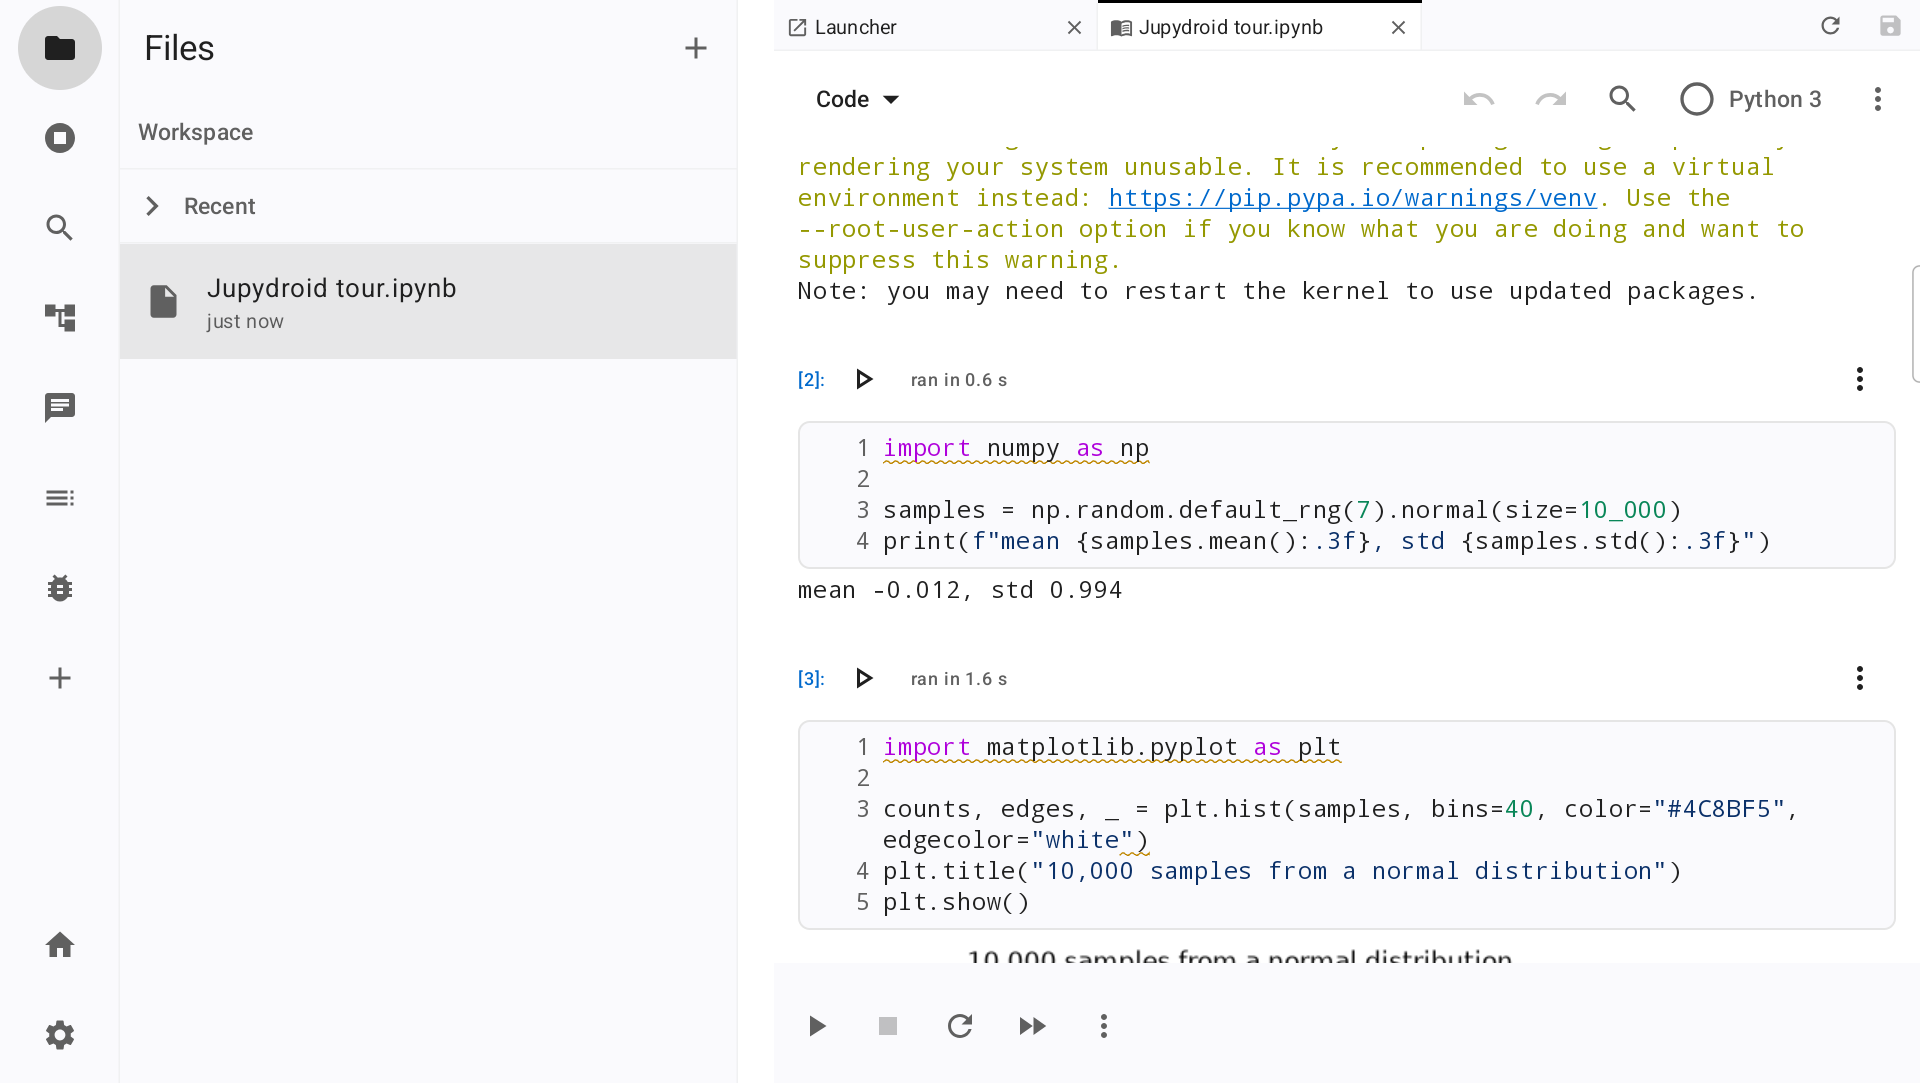 Files
Workspace
Recent
Jupydroid tour.ipynb
just now
Launcher
Jupydroid tour.ipynb
Code
Python 3
rendering your system unusable. It is recommended to use a virtual
environment instead: https://pip.pypa.io/warnings/venv. Use the
--root-user-action option if you know what you are doing and want to
suppress this warning.
Note: you may need to restart the kernel to use updated packages.
[2]: ran in 0.6 s
1 import numpy as np
2
3 samples = np.random.default_rng(7).normal(size=10_000)
4 print(f"mean {samples.mean():.3f}, std {samples.std():.3f}")
mean -0.012, std 0.994
[3]: ran in 1.6 s
1 import matplotlib.pyplot as plt
2
3 counts, edges, _ = plt.hist(samples, bins=40, color="#4C8BF5",
edgecolor="white")
4 plt.title("10,000 samples from a normal distribution")
5 plt.show()
10,000 samples from a normal distribution